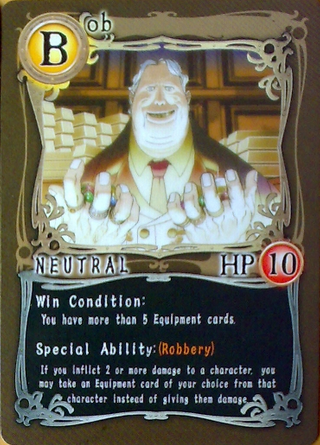 Bob
NEUTRAL HP 10
Win Condition:
You have more than 5 Equipment cards.
Special Ability:(Robbery)
If you inflict 2 or more damage to a character, you
may take an Equipment card of your choice from that
character instead of giving them damage.